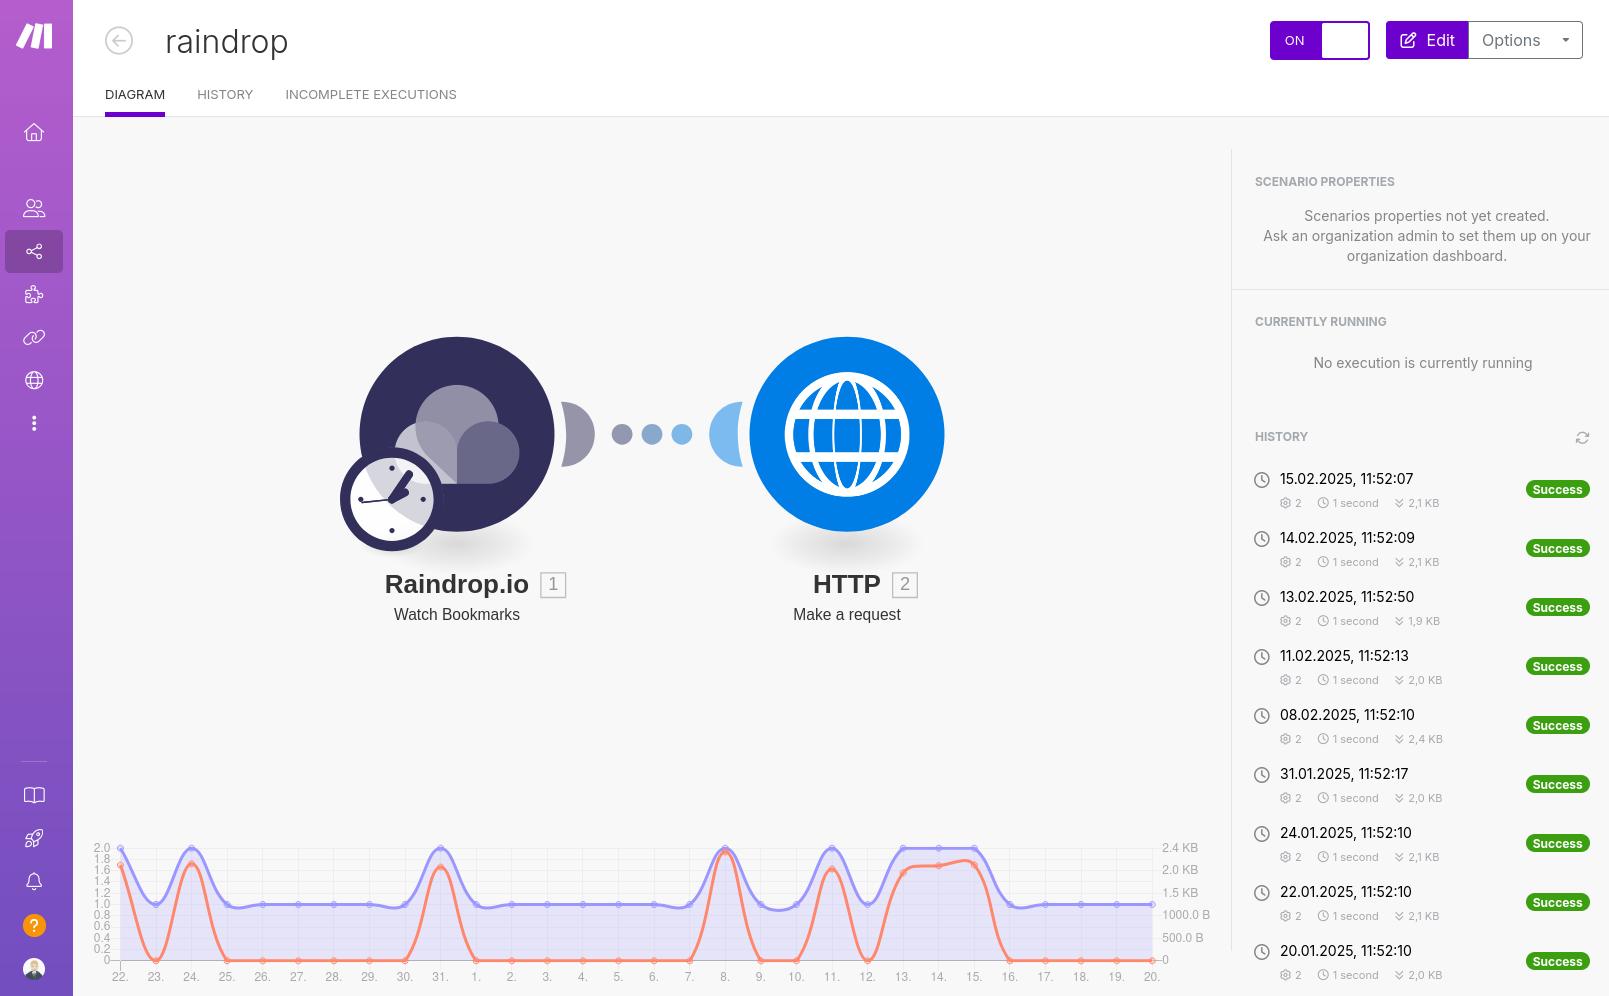 raindrop
ON
Edit
Options
DIAGRAM
HISTORY
INCOMPLETE EXECUTIONS
Raindrop.io 1
Watch Bookmarks
HTTP 2
Make a request
2.0
1.8
1.6
1.4
1.2
1.0
0.8
0.6
0.4
0.2
0
2.4 KB
2.0 KB
1.5 KB
1000.0 B
500.0 B
0
22. 23. 24. 25. 26. 27. 28. 29. 30. 31. 1. 2. 3. 4. 5. 6. 7. 8. 9. 10. 11. 12. 13. 14. 15. 16. 17. 18. 19. 20.
SCENARIO PROPERTIES
Scenarios properties not yet created.
Ask an organization admin to set them up on your
organization dashboard.
CURRENTLY RUNNING
No execution is currently running
HISTORY
15.02.2025, 11:52:07
2 1 second 2,1 KB
Success
14.02.2025, 11:52:09
2 1 second 2,1 KB
Success
13.02.2025, 11:52:50
2 1 second 1,9 KB
Success
11.02.2025, 11:52:13
2 1 second 2,0 KB
Success
08.02.2025, 11:52:10
2 1 second 2,4 KB
Success
31.01.2025, 11:52:17
2 1 second 2,0 KB
Success
24.01.2025, 11:52:10
2 1 second 2,1 KB
Success
22.01.2025, 11:52:10
2 1 second 2,1 KB
Success
20.01.2025, 11:52:10
2 1 second 2,0 KB
Success
?